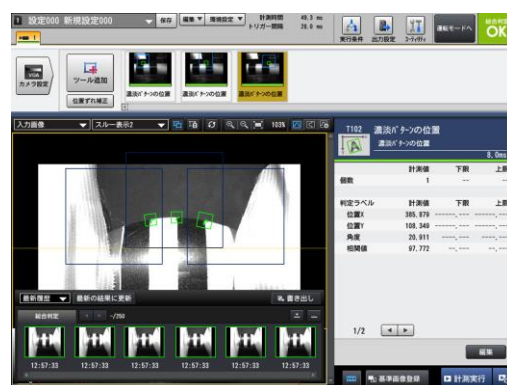 1 設定000 新規設定000
保存
編集
環境設定
計測時間 49.3 ms
トリガー間隔 26.0 ms
実行条件
出力設定
ﾕｰﾃｨﾘﾃｨ
運転モードへ
総合判定
OK
1
VGA
カメラ設定
ツール追加
位置ずれ補正
濃淡ﾊﾟﾀｰﾝの位置
濃淡ﾊﾟﾀｰﾝの位置
濃淡ﾊﾟﾀｰﾝの位置
入力画像
スルー表示2
103%
T102 濃淡ﾊﾟﾀｰﾝの位置
濃淡ﾊﾟﾀｰﾝの位置
8.0ms
計測値 下限 上限
個数 1 -- --
判定ラベル 計測値 下限 上限
位置X 385.879
位置Y 108.349
角度 20.911
相関値 97.772
最新履歴
最新の結果に更新
書き出し
総合判定
1/2
12:57:33 12:57:33 12:57:33 12:57:33 12:57:33 12:57:33
編集
基準画像登録
計測実行